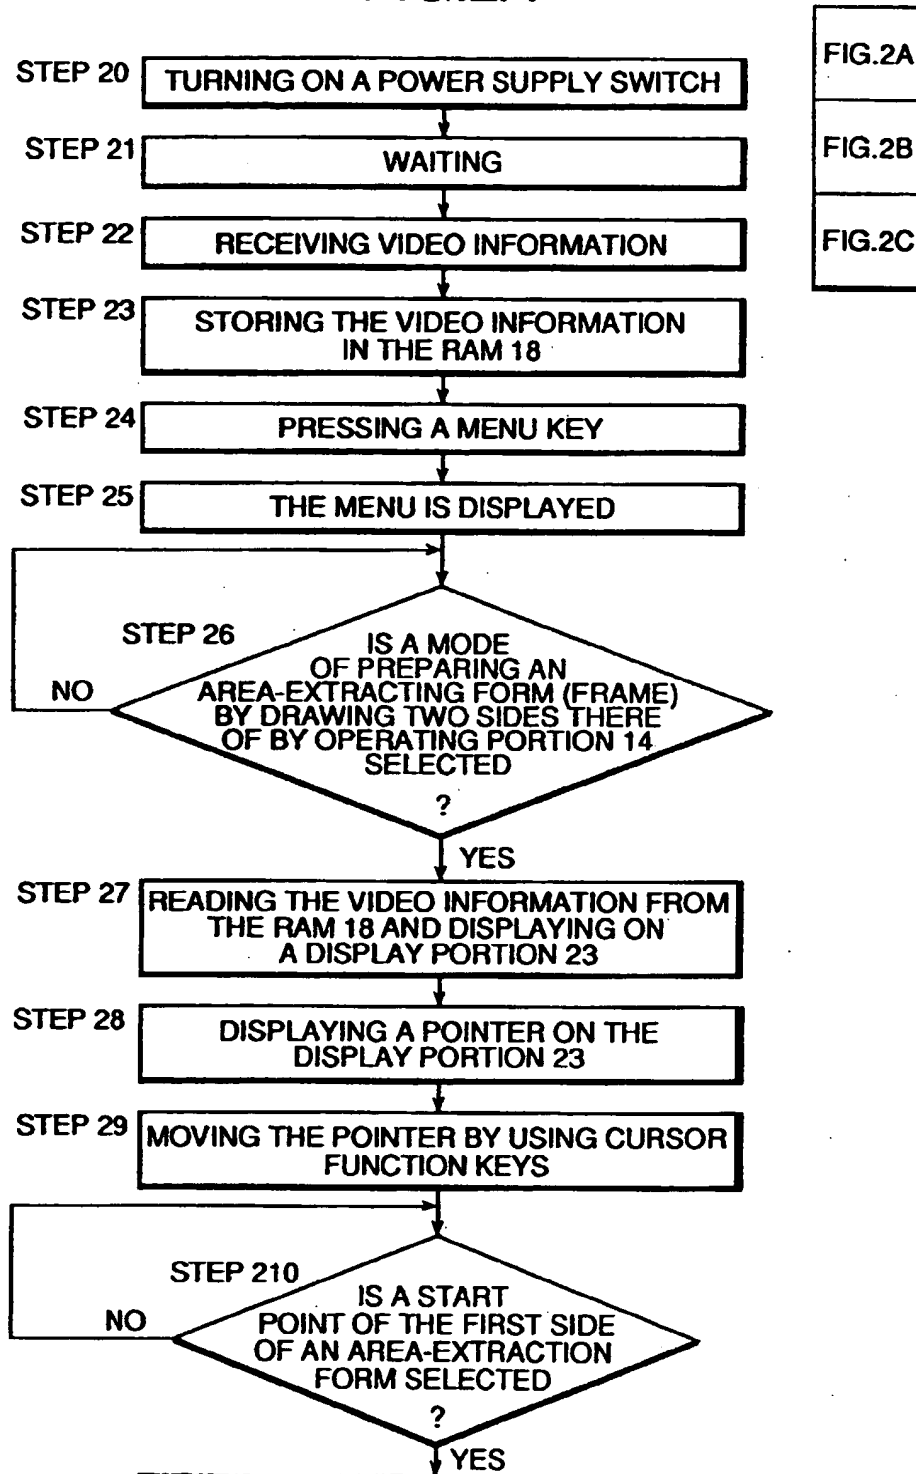 STEP 20
TURNING ON A POWER SUPPLY SWITCH
STEP 21
WAITING
STEP 22
RECEIVING VIDEO INFORMATION
STEP 23
STORING THE VIDEO INFORMATION
IN THE RAM 18
STEP 24
PRESSING A MENU KEY
STEP 25
THE MENU IS DISPLAYED
STEP 26
IS A MODE
OF PREPARING AN
AREA-EXTRACTING FORM (FRAME)
BY DRAWING TWO SIDES THERE
OF BY OPERATING PORTION 14
SELECTED
?
NO
YES
STEP 27
READING THE VIDEO INFORMATION FROM
THE RAM 18 AND DISPLAYING ON
A DISPLAY PORTION 23
STEP 28
DISPLAYING A POINTER ON THE
DISPLAY PORTION 23
STEP 29
MOVING THE POINTER BY USING CURSOR
FUNCTION KEYS
STEP 210
IS A START
POINT OF THE FIRST SIDE
OF AN AREA-EXTRACTION
FORM SELECTED
?
NO
YES
FIG.2A
FIG.2B
FIG.2C